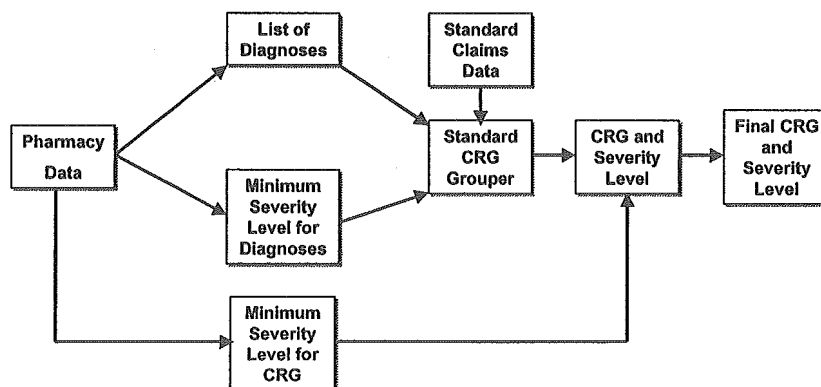 List of
Diagnoses
Standard
Claims
Data
Pharmacy
Data
Standard
CRG
Grouper
CRG and
Severity
Level
Final CRG
and
Severity
Level
Minimum
Severity
Level for
Diagnoses
Minimum
Severity
Level for
CRG